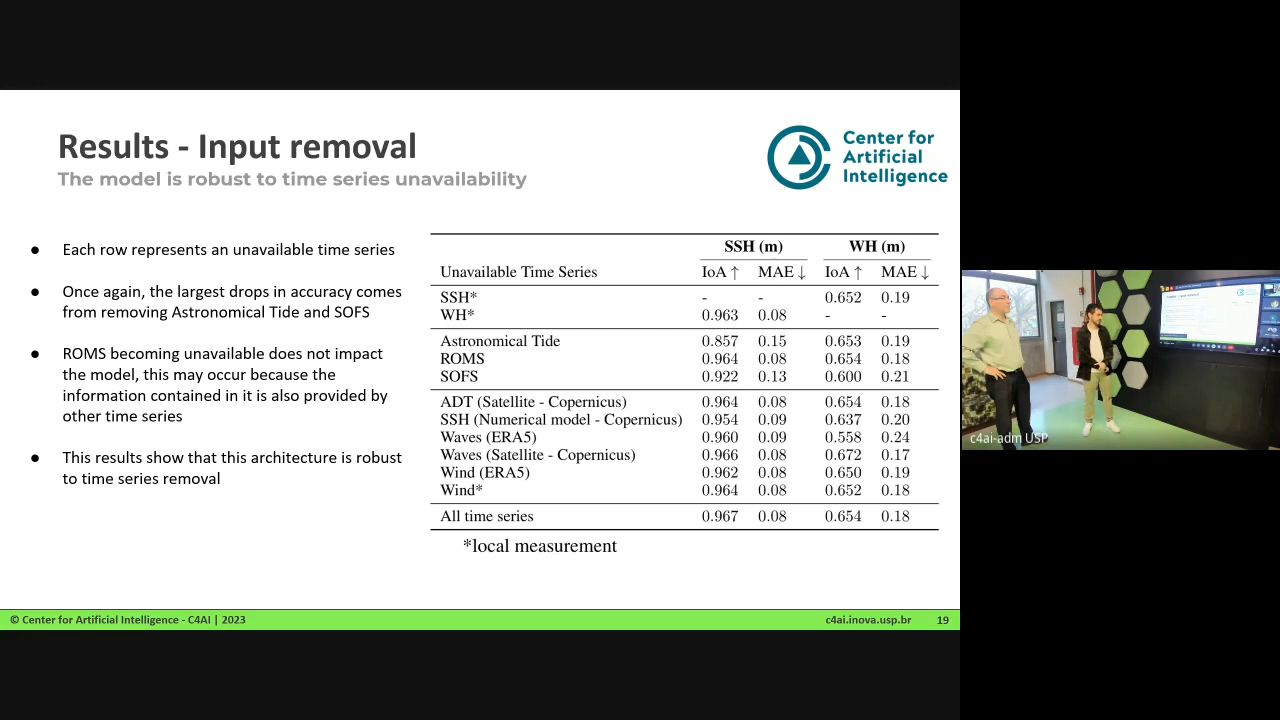 Results - Input removal
The model is robust to time series unavailability
Center for
Artificial
Intelligence
● Each row represents an unavailable time series
● Once again, the largest drops in accuracy comes
from removing Astronomical Tide and SOFS
● ROMS becoming unavailable does not impact
the model, this may occur because the
information contained in it is also provided by
other time series
● This results show that this architecture is robust
to time series removal
SSH (m) WH (m)
Unavailable Time Series IoA ↑ MAE ↓ IoA ↑ MAE ↓
SSH* - - 0.652 0.19
WH* 0.963 0.08 - -
Astronomical Tide 0.857 0.15 0.653 0.19
ROMS 0.964 0.08 0.654 0.18
SOFS 0.922 0.13 0.600 0.21
ADT (Satellite - Copernicus) 0.964 0.08 0.654 0.18
SSH (Numerical model - Copernicus) 0.954 0.09 0.637 0.20
Waves (ERA5) 0.960 0.09 0.558 0.24
Waves (Satellite - Copernicus) 0.966 0.08 0.672 0.17
Wind (ERA5) 0.962 0.08 0.650 0.19
Wind* 0.964 0.08 0.652 0.18
All time series 0.967 0.08 0.654 0.18
*local measurement
© Center for Artificial Intelligence - C4AI | 2023
c4ai.inova.usp.br 19
c4ai-adm USP